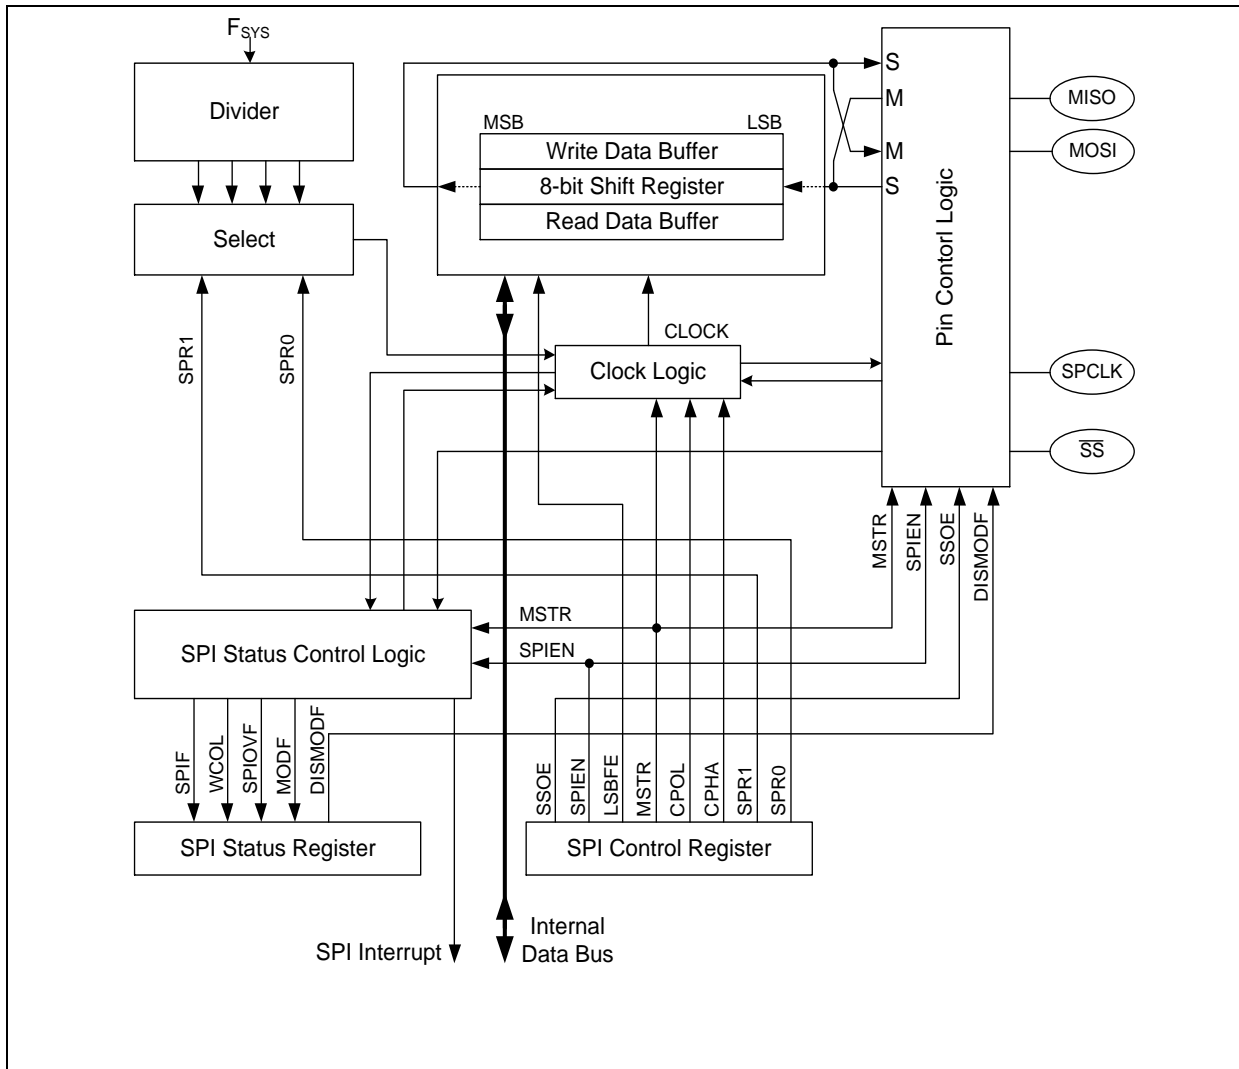 FSYS
Divider
Select
MSB
LSB
Write Data Buffer
8-bit Shift Register
Read Data Buffer
S
M
M
S
Pin Contorl Logic
MISO
MOSI
SPCLK
SS
CLOCK
Clock Logic
SPR1
SPR0
MSTR
SPIEN
SSOE
DISMODF
MSTR
SPIEN
SPI Status Control Logic
SPIF
WCOL
SPIOVF
MODF
DISMODF
SSOE
SPIEN
LSBFE
MSTR
CPOL
CPHA
SPR1
SPR0
SPI Status Register
SPI Control Register
SPI Interrupt
Internal
Data Bus